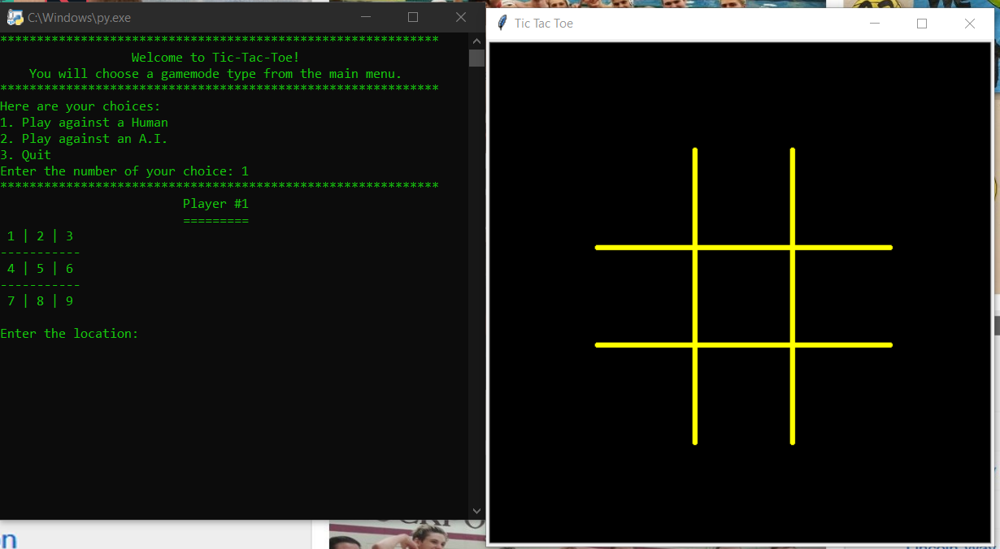 C:\Windows\py.exe
************************************************************
Welcome to Tic-Tac-Toe!
You will choose a gamemode type from the main menu.
************************************************************
Here are your choices:
1. Play against a Human
2. Play against an A.I.
3. Quit
Enter the number of your choice: 1
************************************************************
Player #1
=========
1 | 2 | 3
-----------
4 | 5 | 6
-----------
7 | 8 | 9
Enter the location:
Tic Tac Toe